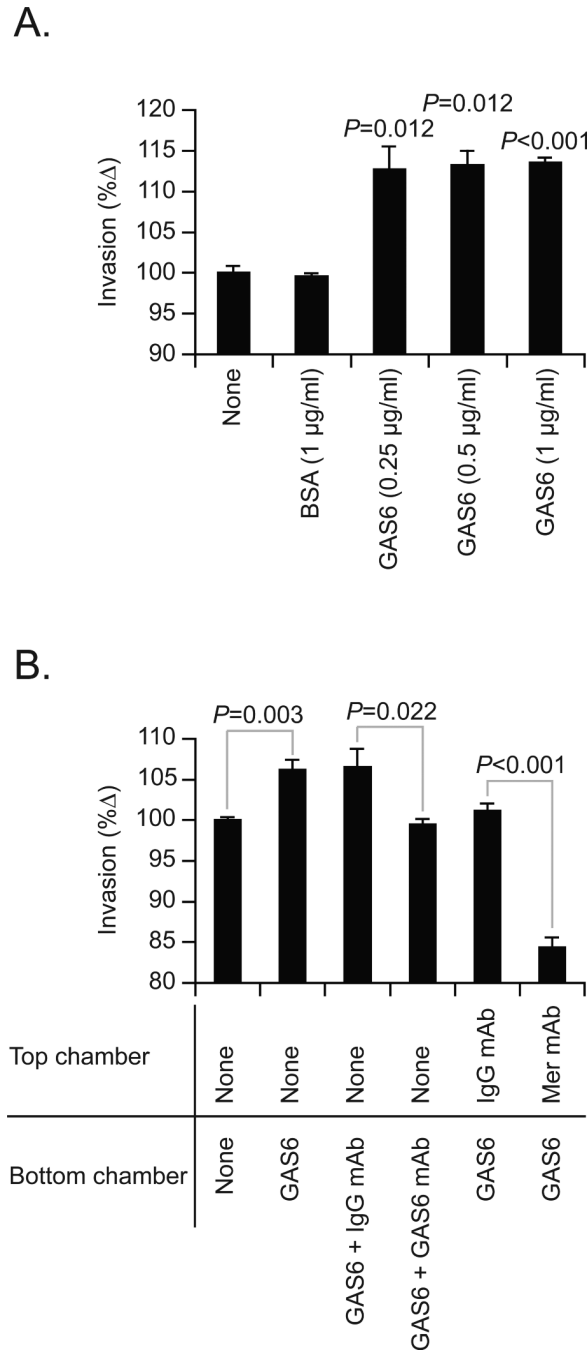 A.
120
115
110
105
100
95
90
Invasion (%Δ)
P=0.012
P=0.012
P<0.001
None
BSA (1 µg/ml)
GAS6 (0.25 µg/ml)
GAS6 (0.5 µg/ml)
GAS6 (1 µg/ml)
B.
P=0.003
P=0.022
P<0.001
110
105
100
95
90
85
80
Invasion (%Δ)
Top chamber
None
None
None
None
IgG mAb
Mer mAb
Bottom chamber
None
GAS6
GAS6 + IgG mAb
GAS6 + GAS6 mAb
GAS6
GAS6